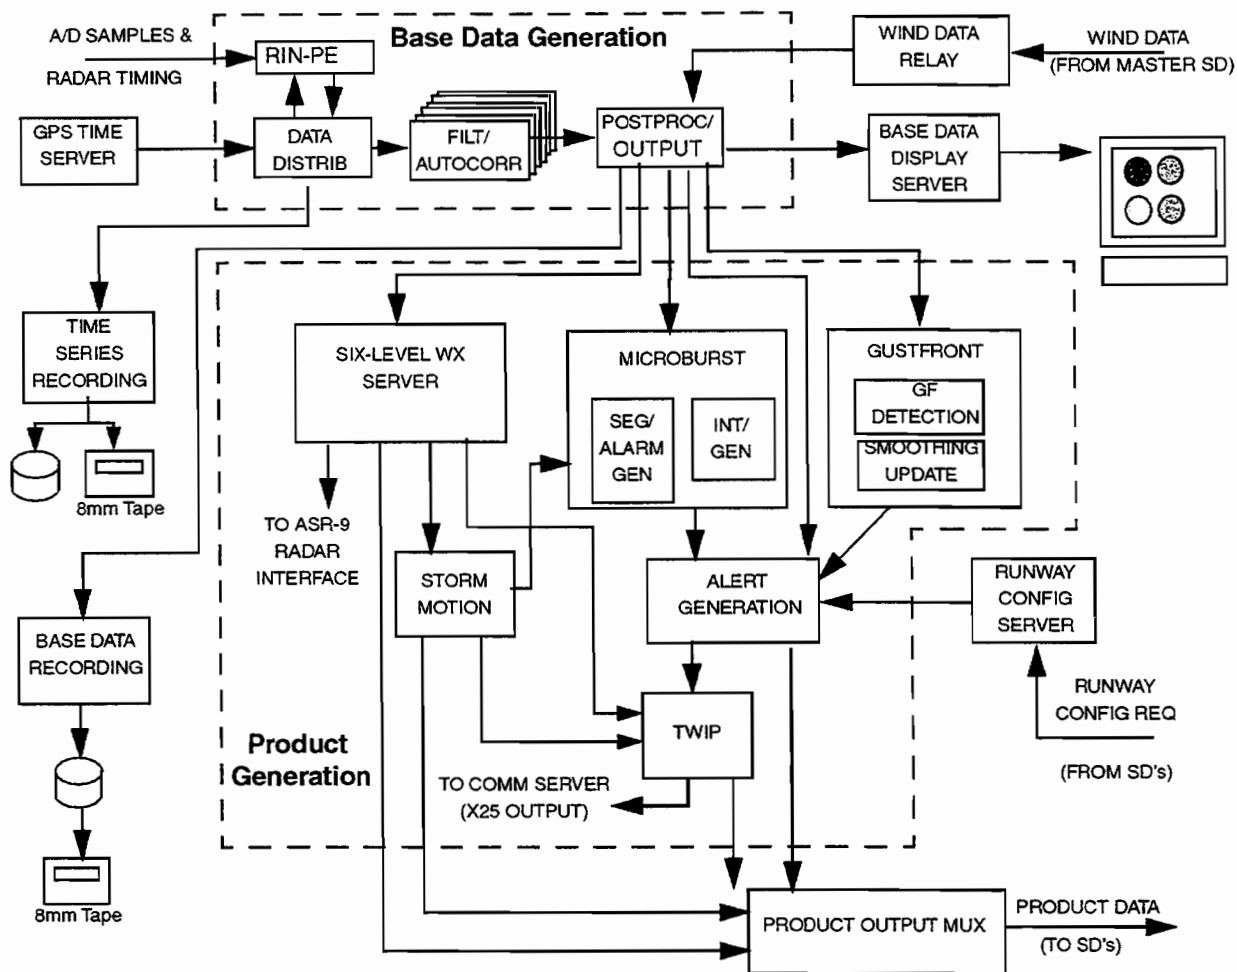 A/D SAMPLES &
RADAR TIMING
RIN-PE
Base Data Generation
WIND DATA
RELAY
WIND DATA
(FROM MASTER SD)
GPS TIME
SERVER
DATA
DISTRIB
FILT/
AUTOCORR
POSTPROC/
OUTPUT
BASE DATA
DISPLAY
SERVER
TIME
SERIES
RECORDING
8mm Tape
SIX-LEVEL WX
SERVER
MICROBURST
SEG/
ALARM
GEN
INT/
GEN
GUSTFRONT
GF
DETECTION
SMOOTHING
UPDATE
TO ASR-9
RADAR
INTERFACE
STORM
MOTION
ALERT
GENERATION
RUNWAY
CONFIG
SERVER
BASE DATA
RECORDING
RUNWAY
CONFIG REQ
(FROM SD's)
TWIP
Product
Generation
TO COMM SERVER
(X25 OUTPUT)
8mm Tape
PRODUCT OUTPUT MUX
PRODUCT DATA
(TO SD's)